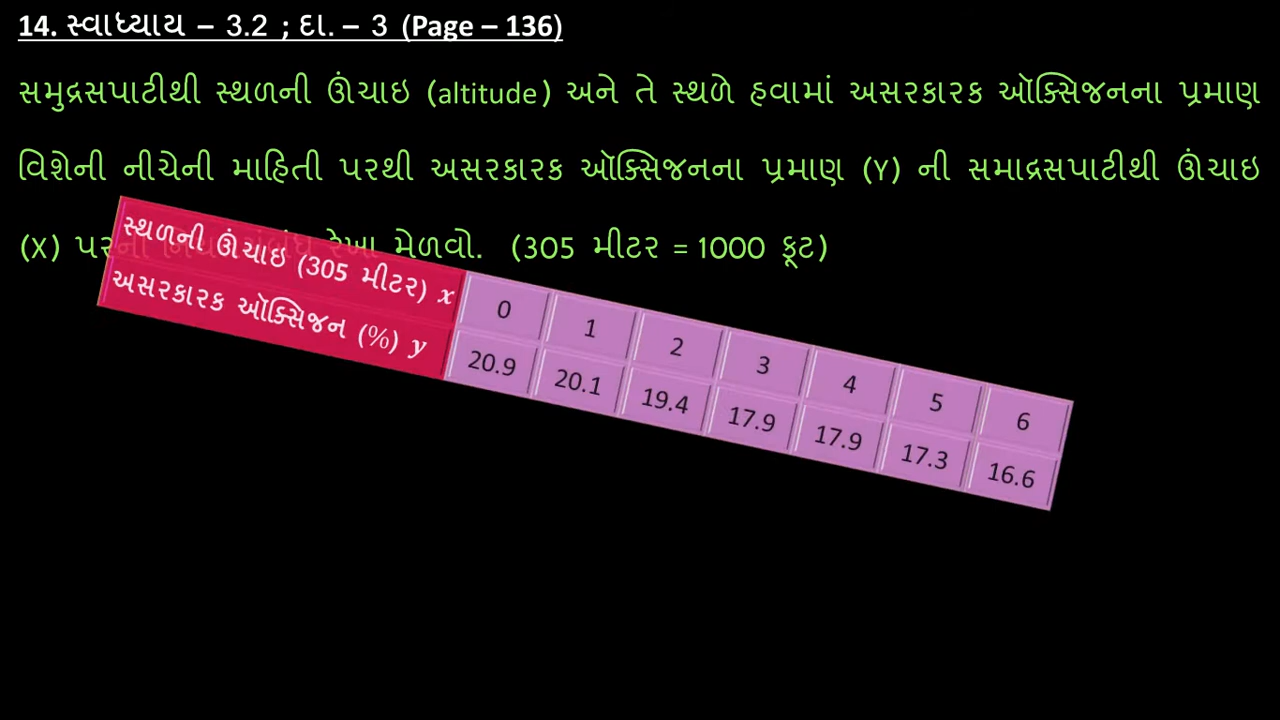 14. સ્વાધ્યાય – 3.2 ; દા. – 3 (Page – 136)
સમુદ્રસપાટીથી સ્થળની ઊંચાઇ (altitude) અને તે સ્થળે હવામાં અસરકારક ઑક્સિજનના પ્રમાણ
વિશેની નીચેની માહિતી પરથી અસરકારક ઑક્સિજનના પ્રમાણ (Y) ની સમાદ્રસપાટીથી ઊંચાઇ
(X) રેખા મેળવો. (305 મીટર = 1000 ફૂટ)
સ્થળની ઊંચાઇ (305 મીટર) x 0 1 2 3 4 5 6
અસરકારક ઑક્સિજન (%) y 20.9 20.1 19.4 17.9 17.9 17.3 16.6